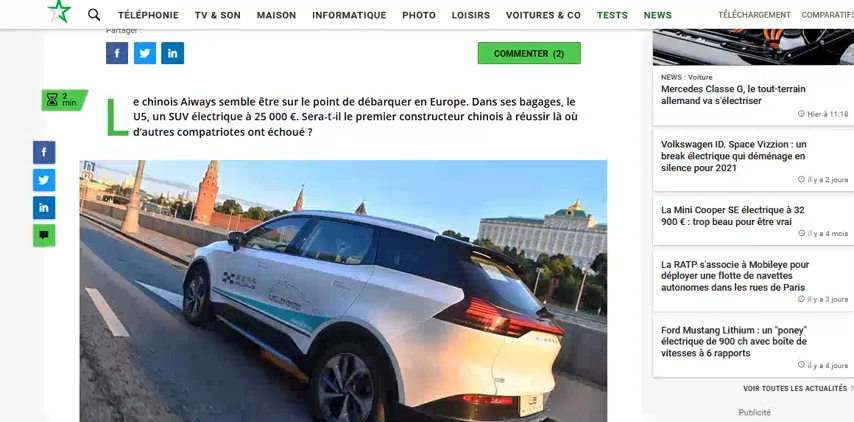 TÉLÉPHONIE TV & SON MAISON INFORMATIQUE PHOTO LOISIRS VOITURES & CO TESTS NEWS TÉLÉCHARGEMENT COMPARATIFS
Partager :
COMMENTER (2)
2
min.
Le chinois Aiways semble être sur le point de débarquer en Europe. Dans ses bagages, le
U5, un SUV électrique à 25 000 €. Sera-t-il le premier constructeur chinois à réussir là où
d'autres compatriotes ont échoué ?
U5
NEWS : Voiture
Mercedes Classe G, le tout-terrain
allemand va s'électriser
Hier à 11:18
Volkswagen ID. Space Vizzion : un
break électrique qui déménage en
silence pour 2021
il y a 2 jours
La Mini Cooper SE électrique à 32
900 € : trop beau pour être vrai
il y a 4 mois
La RATP s'associe à Mobileye pour
déployer une flotte de navettes
autonomes dans les rues de Paris
il y a 3 jours
Ford Mustang Lithium : un "poney"
électrique de 900 ch avec boîte de
vitesses à 6 rapports
il y a 4 jours
VOIR TOUTES LES ACTUALITÉS
Publicité